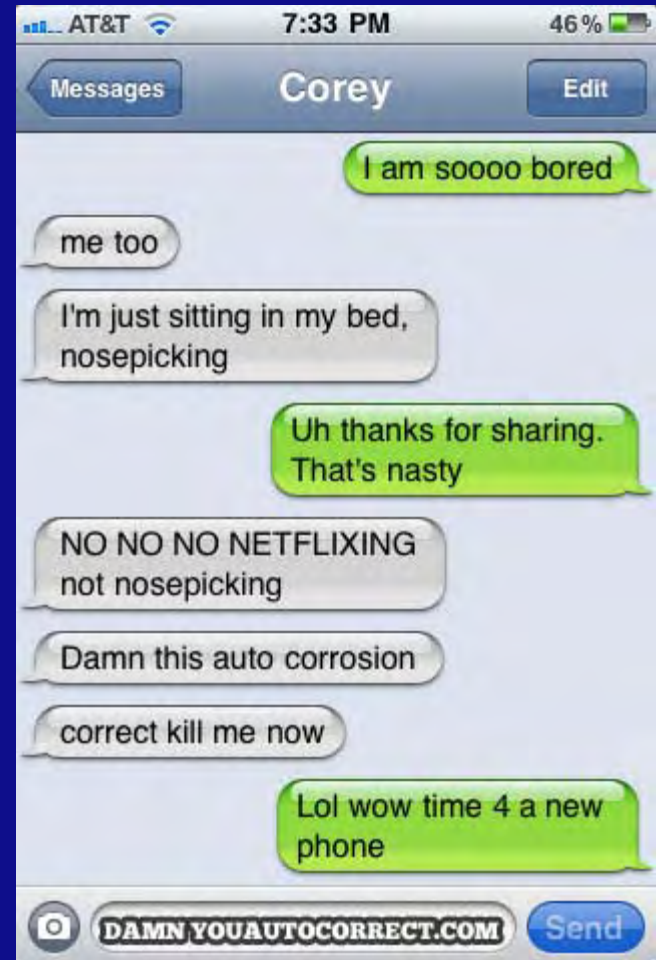 AT&T 7:33 PM 46%
Messages Corey Edit
I am soooo bored
me too
I'm just sitting in my bed,
nosepicking
Uh thanks for sharing.
That's nasty
NO NO NO NETFLIXING
not nosepicking
Damn this auto corrosion
correct kill me now
Lol wow time 4 a new
phone
DAMNYOUAUTOCORRECT.COM Send